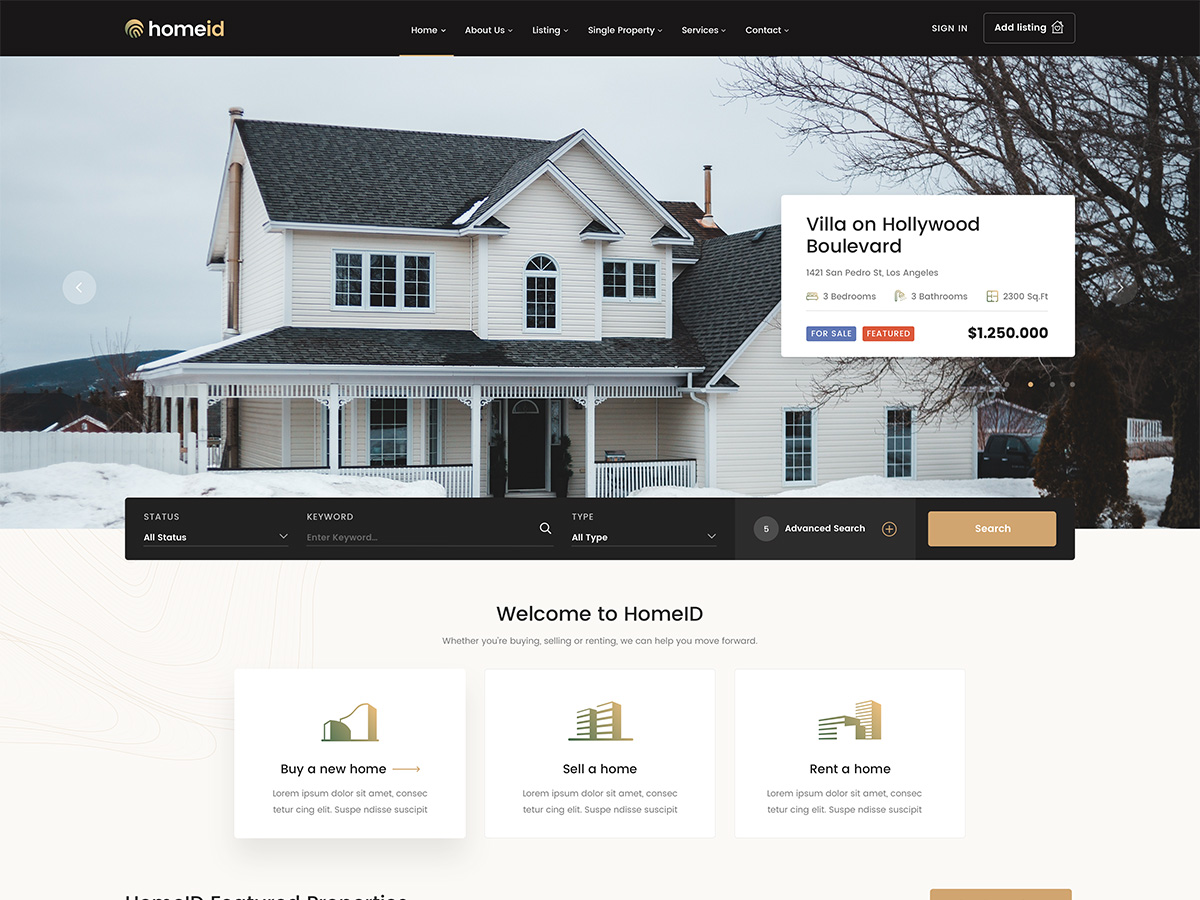 homeid
Home
About Us
Listing
Single Property
Services
Contact
SIGN IN
Add listing
Villa on Hollywood
Boulevard
1421 San Pedro St, Los Angeles
3 Bedrooms
3 Bathrooms
2300 Sq.Ft
FOR SALE
FEATURED
$1.250.000
STATUS
All Status
KEYWORD
Enter Keyword...
TYPE
All Type
5
Advanced Search
Search
Welcome to HomeID
Whether you're buying, selling or renting, we can help you move forward.
Buy a new home
Lorem ipsum dolor sit amet, consec
tetur cing elit. Suspe ndisse suscipit
Sell a home
Lorem ipsum dolor sit amet, consec
tetur cing elit. Suspe ndisse suscipit
Rent a home
Lorem ipsum dolor sit amet, consec
tetur cing elit. Suspe ndisse suscipit
HomeID Featured Properties